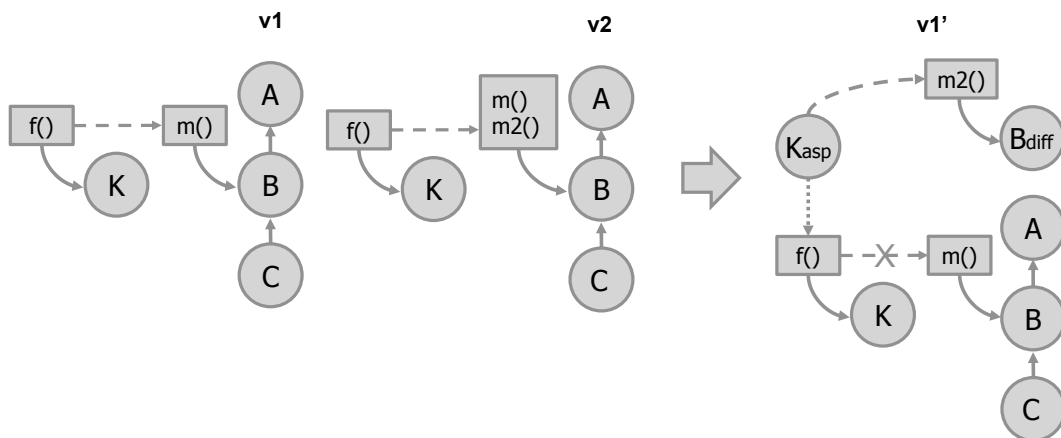 v1
A
f()
m()
K
B
C
v2
A
f()
m()
m2()
K
B
C
v1’
m2()
Kasp
Bdiff
A
f()
X
m()
K
B
C